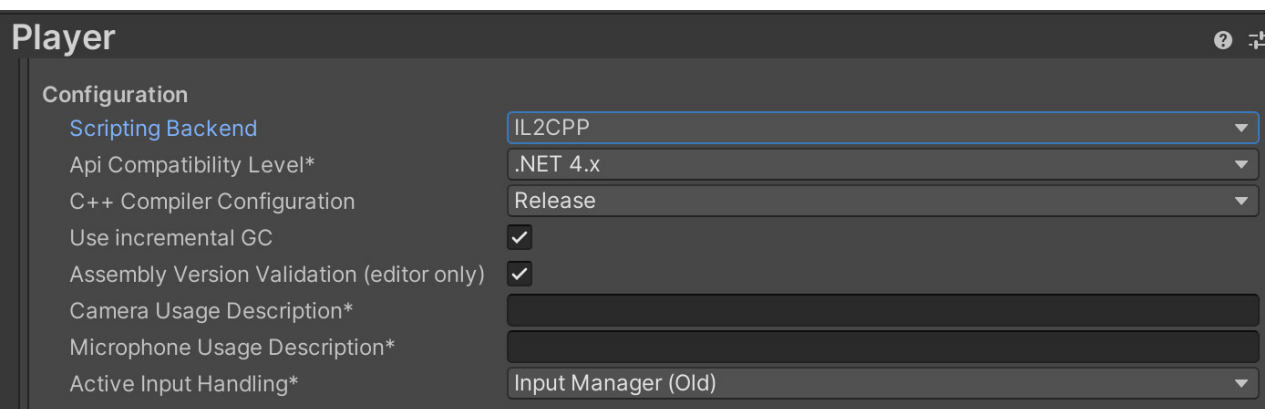 Player
Configuration
Scripting Backend IL2CPP
Api Compatibility Level* .NET 4.x
C++ Compiler Configuration Release
Use incremental GC
Assembly Version Validation (editor only)
Camera Usage Description*
Microphone Usage Description*
Active Input Handling* Input Manager (Old)